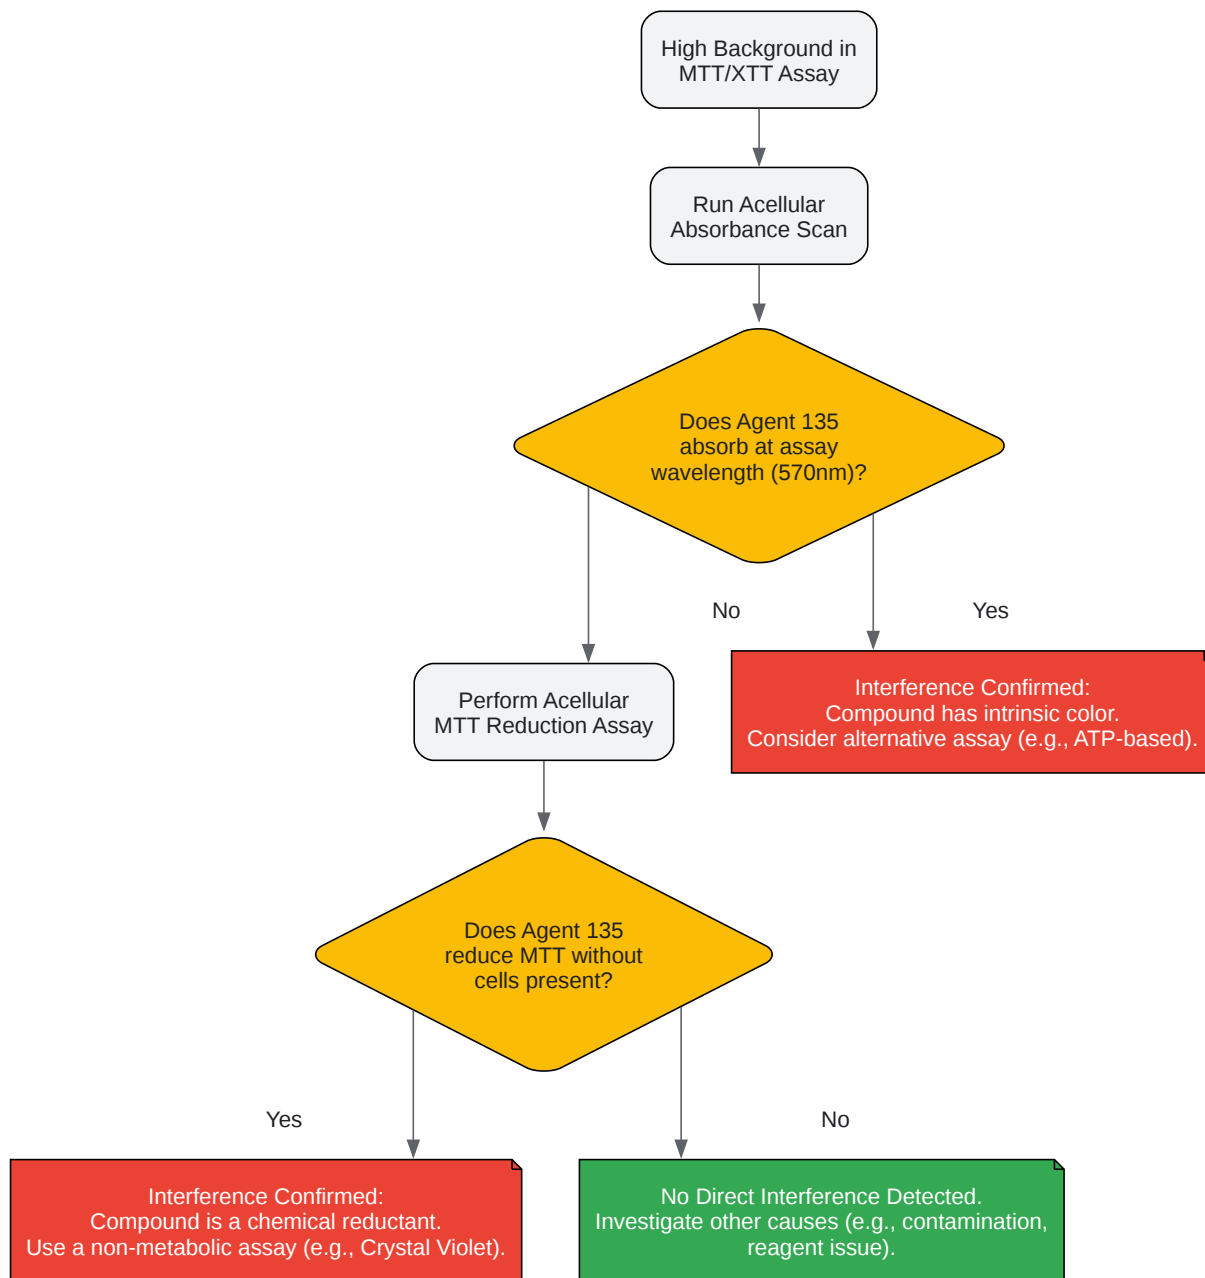 High Background in
MTT/XTT Assay
Run Acellular
Absorbance Scan
Does Agent 135
absorb at assay
wavelength (570nm)?
No
Yes
Perform Acellular
MTT Reduction Assay
Interference Confirmed:
Compound has intrinsic color.
Consider alternative assay (e.g., ATP-based).
Does Agent 135
reduce MTT without
cells present?
Yes
No
Interference Confirmed:
Compound is a chemical reductant.
Use a non-metabolic assay (e.g., Crystal Violet).
No Direct Interference Detected.
Investigate other causes (e.g., contamination,
reagent issue).